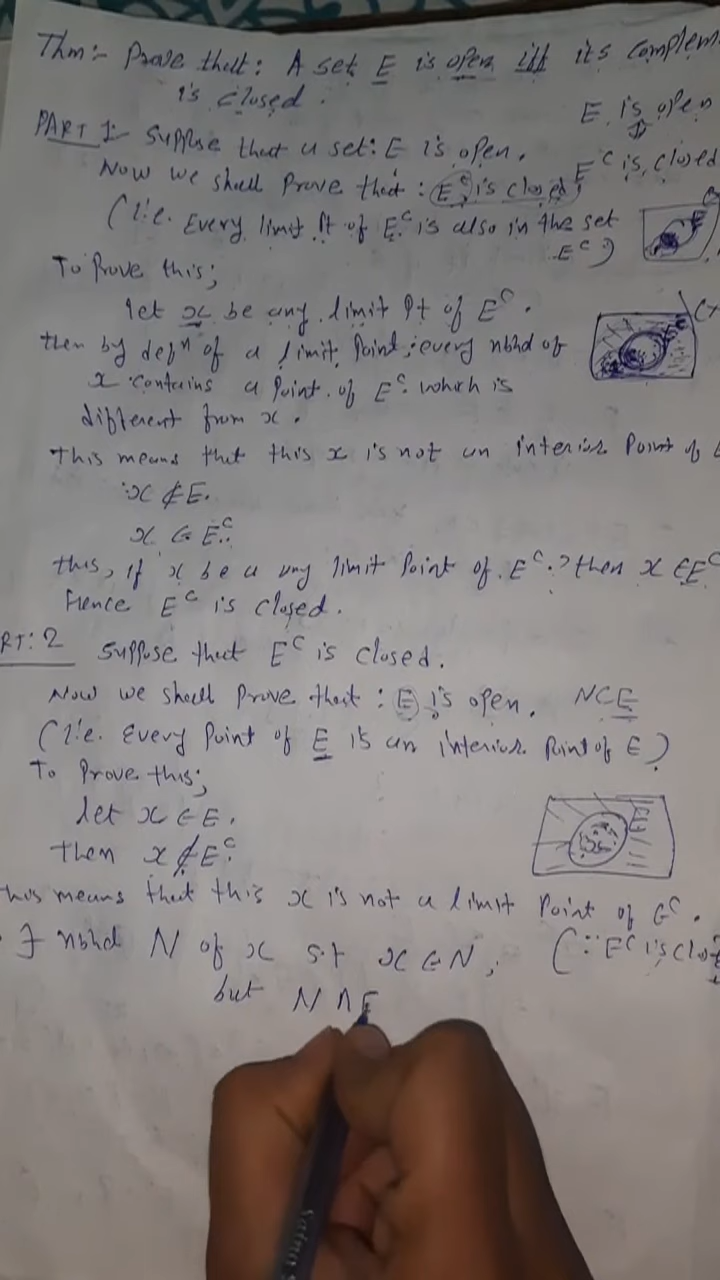 Thm:- Prove that: A set E is open iff its complem
is closed.
E is open
⇕
E^c is closed
PART 1:- Suppose that a set: E is open.
Now we shall prove that: E^c is closed;
(i.e. Every limit pt of E^c is also in the set
E^c)
To Prove this;
let x be any limit pt of E^c.
then by def^n of a limit Point; every nbhd of
x contains a point of E^c which is
different from x.
This means that this x is not an interior Point of E
x ∉ E.
x ∈ E^c.
thus, if x be a any limit point of E^c. then x ∈ E^c
Hence E^c is closed.
RT: 2 Suppose that E^c is closed.
Now we shall prove that: E is open. N⊂E
(i.e. Every Point of E is an interior Point of E)
To Prove this;
let x ∈ E.
then x ∉ E^c.
E
his means that this x is not a limit Point of E^c.
∃ nbhd N of x s.t x ∈ N, (∵ E^c is clo
but N ∩ E
Saina